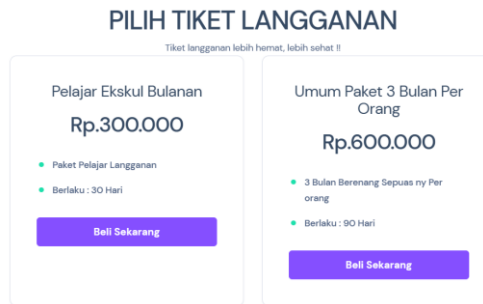 PILIH TIKET LANGGANAN
Tiket langganan lebih hemat, lebih sehat !!
Pelajar Ekskul Bulanan
Rp.300.000
Paket Pelajar Langganan
Berlaku : 30 Hari
Beli Sekarang
Umum Paket 3 Bulan Per
Orang
Rp.600.000
3 Bulan Berenang Sepuas ny Per
orang
Berlaku : 90 Hari
Beli Sekarang